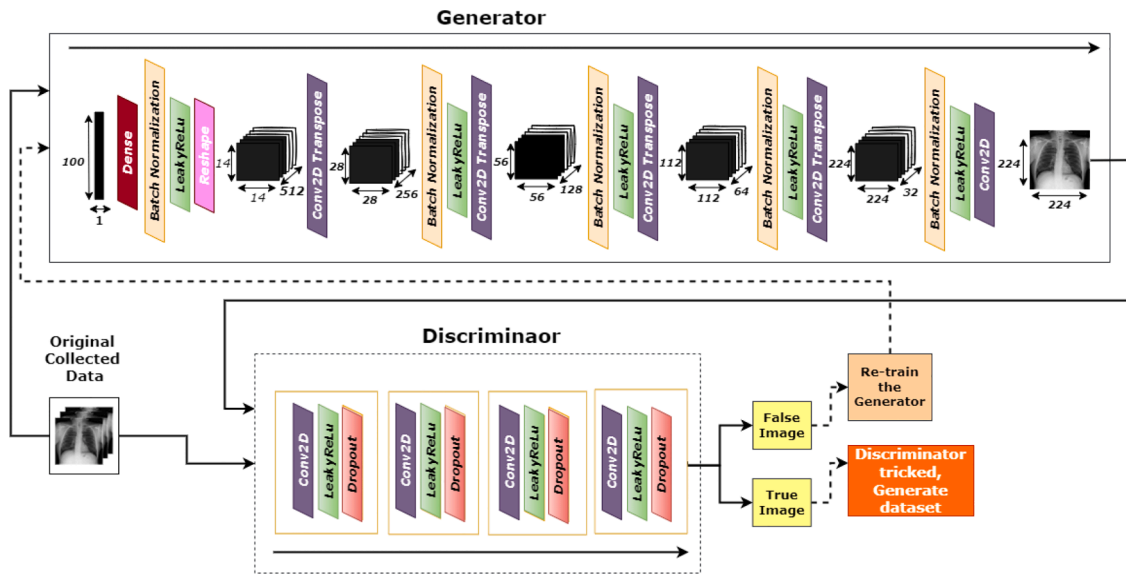 Generator
100
1
Dense
Batch Normalization
LeakyReLu
Reshape
14
14
512
Conv2D Transpose
28
28
256
Batch Normalization
LeakyReLu
Conv2D Transpose
56
56
128
Batch Normalization
LeakyReLu
Conv2D Transpose
112
112
64
Batch Normalization
LeakyReLu
Conv2D Transpose
224
224
32
Batch Normalization
LeakyReLu
Conv2D
224
224
Original
Collected
Data
Discriminaor
Conv2D
LeakyReLu
Dropout
Conv2D
LeakyReLu
Dropout
Conv2D
LeakyReLu
Dropout
Conv2D
LeakyReLu
Dropout
False
Image
True
Image
Re-train
the
Generator
Discriminator
tricked,
Generate
dataset